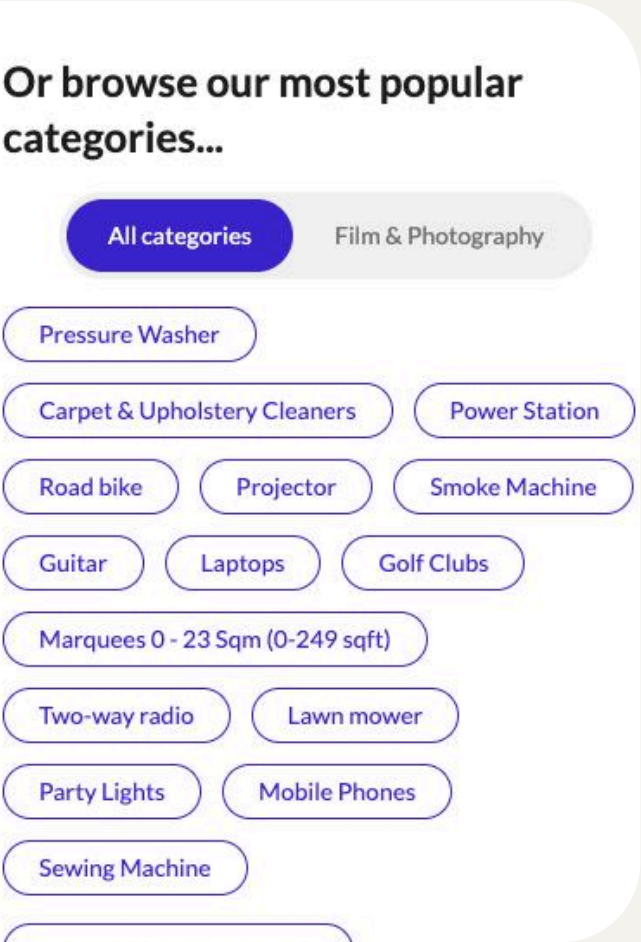 Or browse our most popular
categories...
All categories Film & Photography
Pressure Washer
Carpet & Upholstery Cleaners Power Station
Road bike Projector Smoke Machine
Guitar Laptops Golf Clubs
Marquees 0 - 23 Sqm (0-249 sqft)
Two-way radio Lawn mower
Party Lights Mobile Phones
Sewing Machine